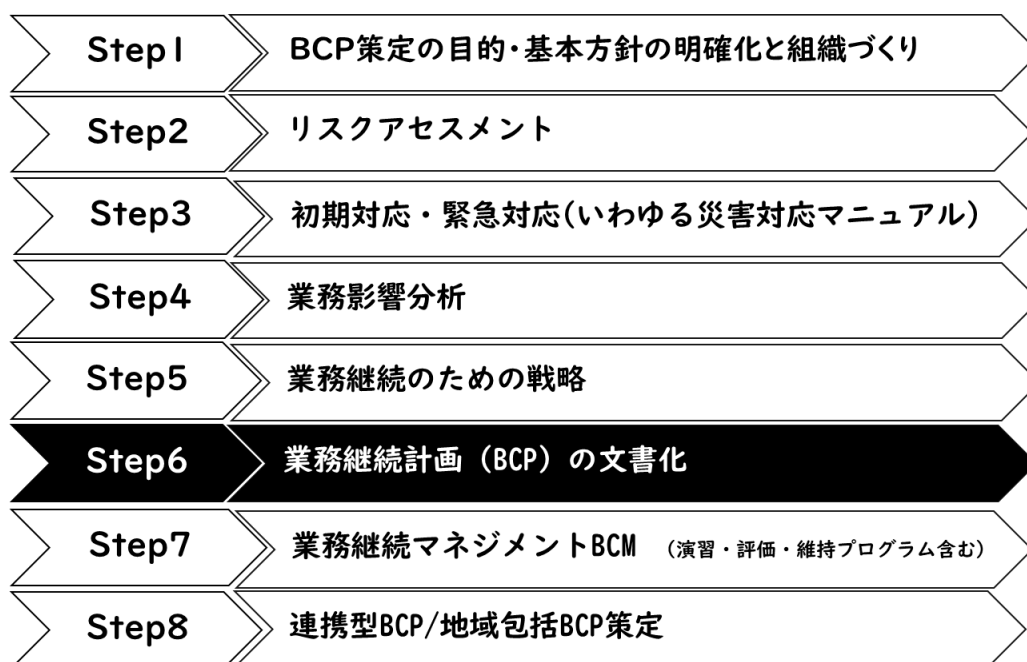 Step1 BCP策定の目的・基本方針の明確化と組織づくり
Step2 リスクアセスメント
Step3 初期対応・緊急対応(いわゆる災害対応マニュアル)
Step4 業務影響分析
Step5 業務継続のための戦略
Step6 業務継続計画（BCP）の文書化
Step7 業務継続マネジメントBCM （演習・評価・維持プログラム含む）
Step8 連携型BCP/地域包括BCP策定